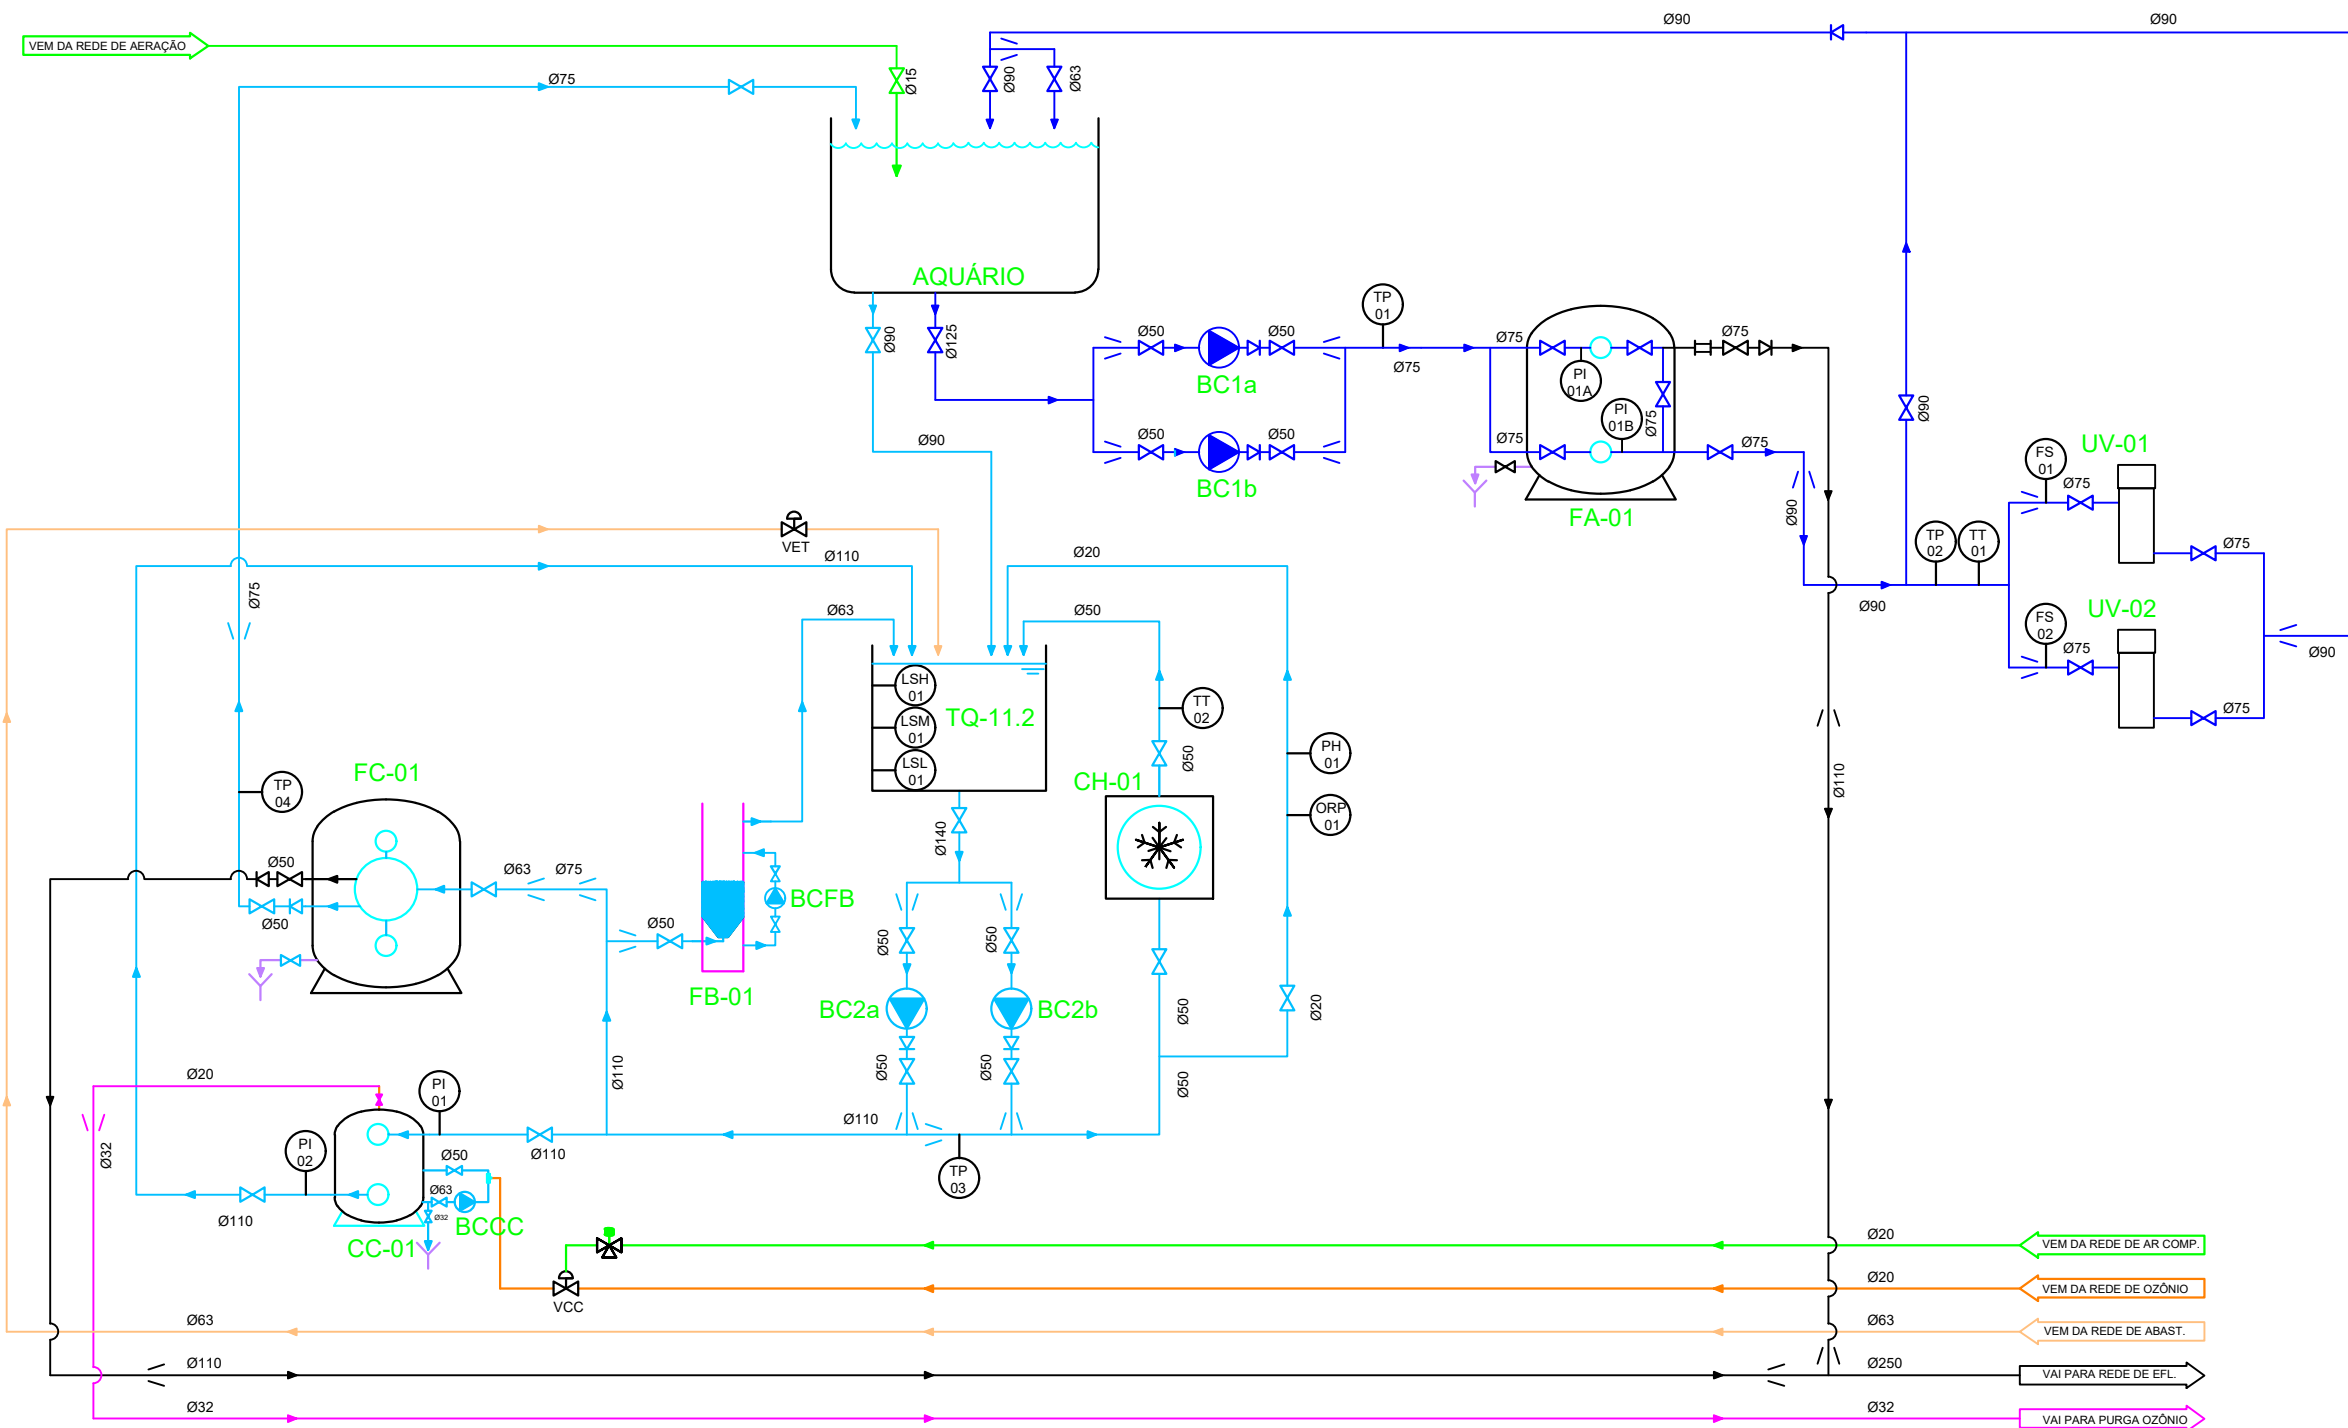 Ø90
Ø90
VEM DA REDE DE AERAÇÃO
Ø75
Ø15
Ø90
Ø63
AQUÁRIO
Ø90
Ø125
Ø50
Ø50
BC1a
TP
01
Ø75
Ø75
PI
01A
Ø75
Ø90
Ø50
Ø50
BC1b
Ø75
PI
01B
Ø75
Ø75
FA-01
Ø90
Ø90
Ø90
FS
01
Ø75
UV-01
TP
02
TT
01
Ø75
Ø90
FS
02
Ø75
UV-02
Ø75
Ø90
VET
Ø110
Ø20
Ø75
Ø63
Ø50
LSH
01
LSM
01
LSL
01
TQ-11.2
TT
02
PH
01
ORP
01
Ø50
CH-01
Ø110
FC-01
TP
04
Ø50
Ø63
Ø75
Ø50
Ø50
BCFB
FB-01
Ø140
Ø50
Ø50
BC2a
BC2b
Ø50
Ø50
Ø50
Ø20
Ø50
Ø110
Ø20
PI
01
Ø32
PI
02
Ø110
Ø110
TP
03
Ø50
Ø63
Ø32
BCCC
Ø110
CC-01
Ø20
VEM DA REDE DE AR COMP.
VCC
Ø20
VEM DA REDE DE OZÔNIO
Ø63
Ø63
VEM DA REDE DE ABAST.
Ø110
Ø250
VAI PARA REDE DE EFL.
Ø32
Ø32
VAI PARA PURGA OZÔNIO